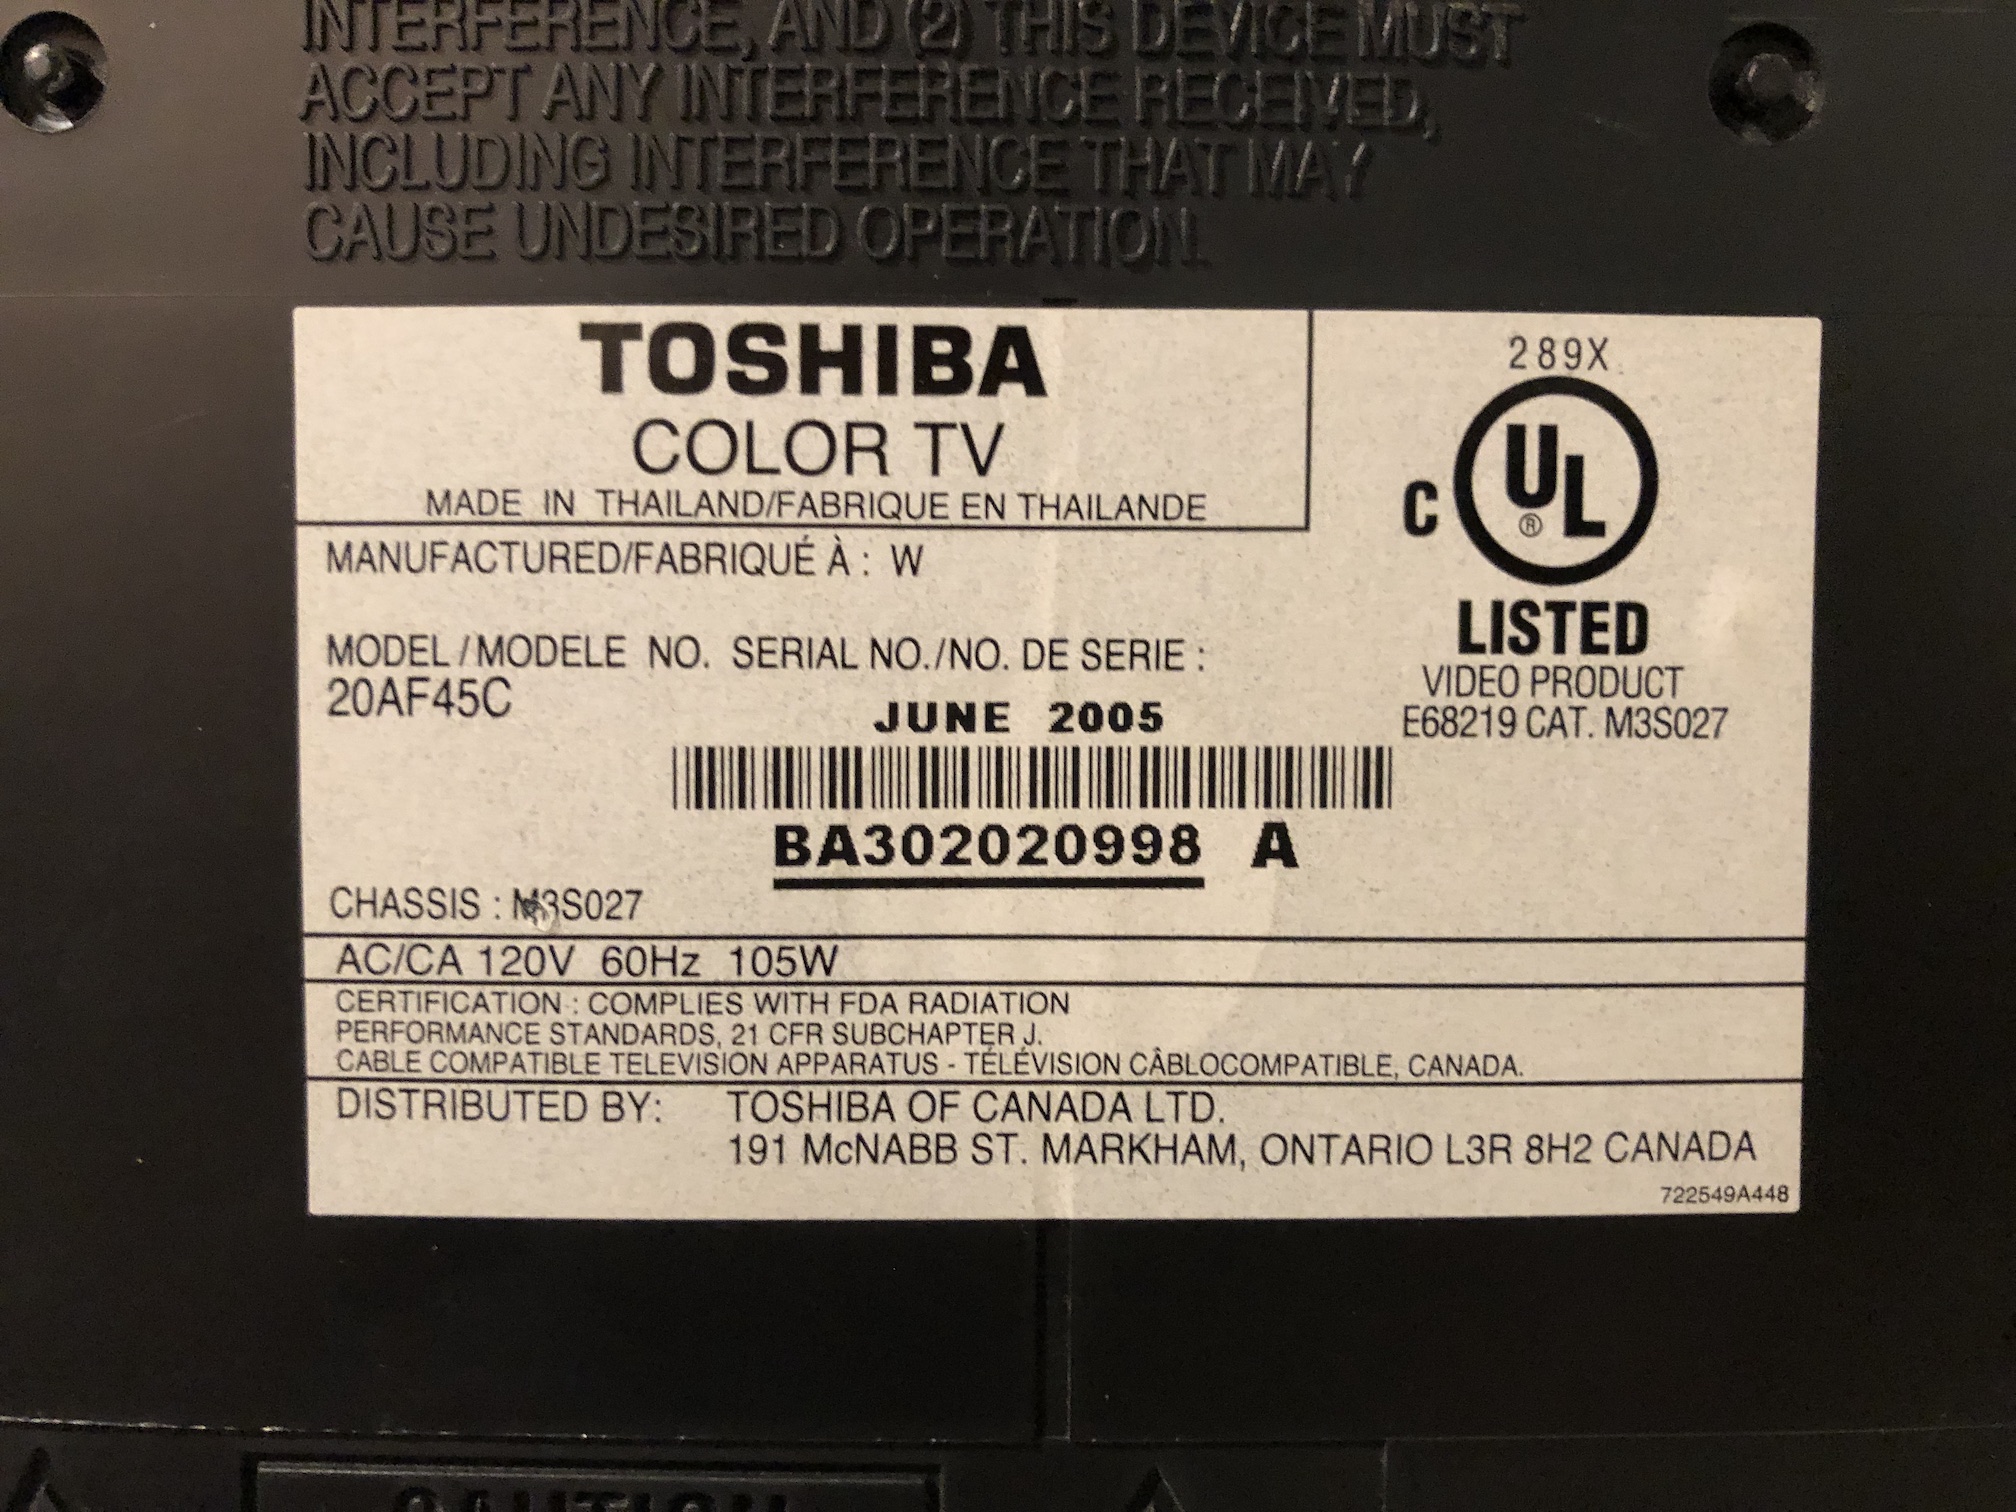 INTERFERENCE, AND (2) THIS DEVICE MUST
ACCEPT ANY INTERFERENCE RECEIVED,
INCLUDING INTERFERENCE THAT MAY
CAUSE UNDESIRED OPERATION.
TOSHIBA
COLOR TV
MADE IN THAILAND/FABRIQUE EN THAILANDE
289X
C UL ®
LISTED
VIDEO PRODUCT
E68219 CAT. M3S027
MANUFACTURED/FABRIQUÉ À : W
MODEL/MODELE NO. SERIAL NO./NO. DE SERIE :
20AF45C
JUNE 2005
BA302020998 A
CHASSIS : M3S027
AC/CA 120V 60Hz 105W
CERTIFICATION : COMPLIES WITH FDA RADIATION
PERFORMANCE STANDARDS, 21 CFR SUBCHAPTER J.
CABLE COMPATIBLE TELEVISION APPARATUS - TÉLÉVISION CÂBLOCOMPATIBLE, CANADA.
DISTRIBUTED BY: TOSHIBA OF CANADA LTD.
191 McNABB ST. MARKHAM, ONTARIO L3R 8H2 CANADA
722549A448
CAUTION